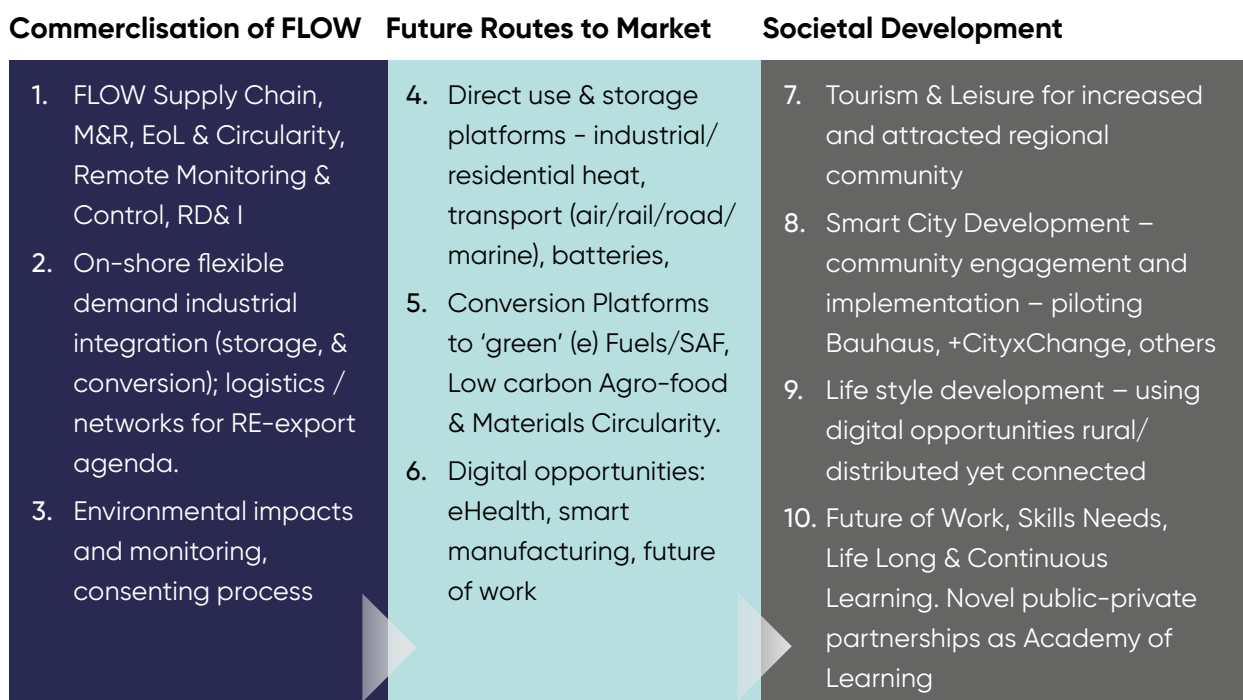 Commerclisation of FLOW
1. FLOW Supply Chain,
M&R, EoL & Circularity,
Remote Monitoring &
Control, RD& I
2. On-shore flexible
demand industrial
integration (storage, &
conversion); logistics /
networks for RE-export
agenda.
3. Environmental impacts
and monitoring,
consenting process
Future Routes to Market
4. Direct use & storage
platforms - industrial/
residential heat,
transport (air/rail/road/
marine), batteries,
5. Conversion Platforms
to ‘green’ (e) Fuels/SAF,
Low carbon Agro-food
& Materials Circularity.
6. Digital opportunities:
eHealth, smart
manufacturing, future
of work
Societal Development
7. Tourism & Leisure for increased
and attracted regional
community
8. Smart City Development –
community engagement and
implementation – piloting
Bauhaus, +CityxChange, others
9. Life style development – using
digital opportunities rural/
distributed yet connected
10. Future of Work, Skills Needs,
Life Long & Continuous
Learning. Novel public-private
partnerships as Academy of
Learning